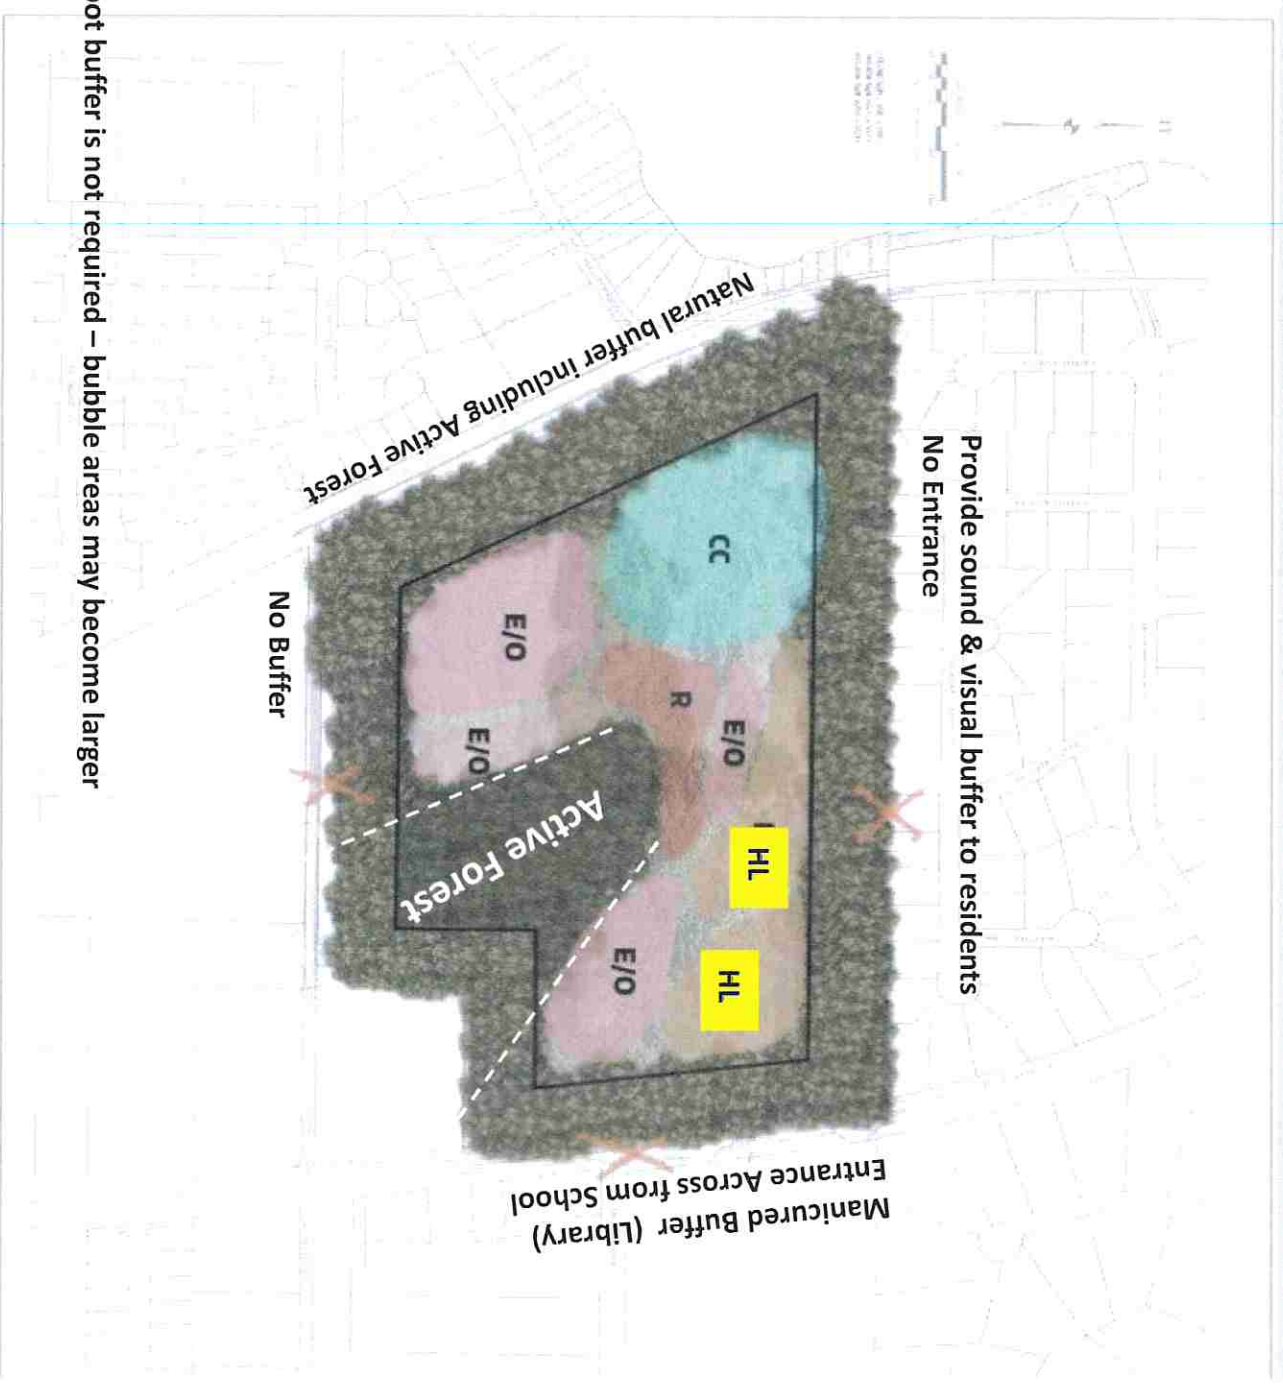 Provide sound & visual buffer to residents
No Entrance
Natural buffer including Active Forest
CC
E/O
R
E/O
E/O
HL
HL
Active Forest
E/O
No Buffer
Manicured Buffer (Library)
Entrance Across from School
buffer is not required – bubble areas may become larger